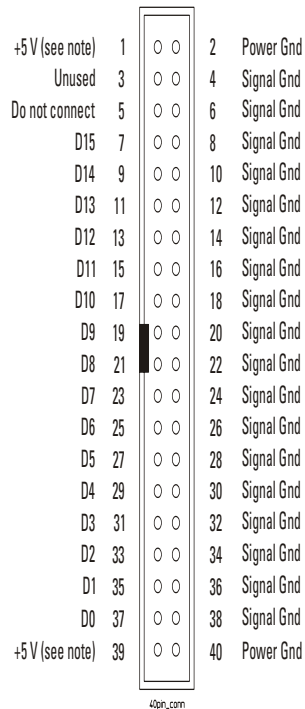 +5 V (see note) 1 2 Power Gnd
Unused 3 4 Signal Gnd
Do not connect 5 6 Signal Gnd
D15 7 8 Signal Gnd
D14 9 10 Signal Gnd
D13 11 12 Signal Gnd
D12 13 14 Signal Gnd
D11 15 16 Signal Gnd
D10 17 18 Signal Gnd
D9 19 20 Signal Gnd
D8 21 22 Signal Gnd
D7 23 24 Signal Gnd
D6 25 26 Signal Gnd
D5 27 28 Signal Gnd
D4 29 30 Signal Gnd
D3 31 32 Signal Gnd
D2 33 34 Signal Gnd
D1 35 36 Signal Gnd
D0 37 38 Signal Gnd
+5 V (see note) 39 40 Power Gnd
40pin_conn